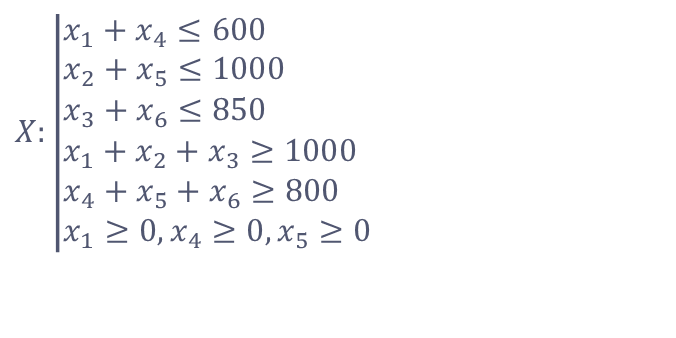 x₁ + x₄ ≤ 600
x₂ + x₅ ≤ 1000
x₃ + x₆ ≤ 850
X:
x₁ + x₂ + x₃ ≥ 1000
x₄ + x₅ + x₆ ≥ 800
x₁ ≥ 0, x₄ ≥ 0, x₅ ≥ 0